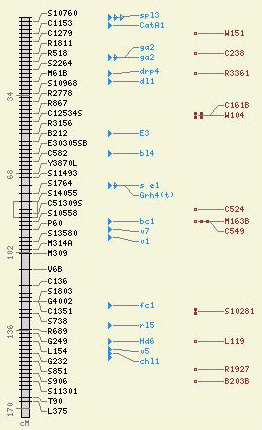 S10760
C1153
C1279
R1811
R518
S2264
M61B
S10968
R2778
R867
C12534S
R3156
B212
E30305SB
C582
Y3870L
S11493
S1764
S14055
C51309S
S10558
P60
S13580
M314A
M309
V6B
C136
S1803
G4002
C1351
S738
R689
G249
L154
G232
S851
S906
S11301
T90
L375
34
68
102
136
170
cM
spl3
CatA1
ga2
ga2
drp4
dl1
E3
bl4
s e1
Grh4(t)
bc1
v7
v1
fc1
rl5
Hd6
v5
chl1
W151
C238
R3361
C161B
W104
C524
M163B
C549
S10281
L119
R1927
B203B